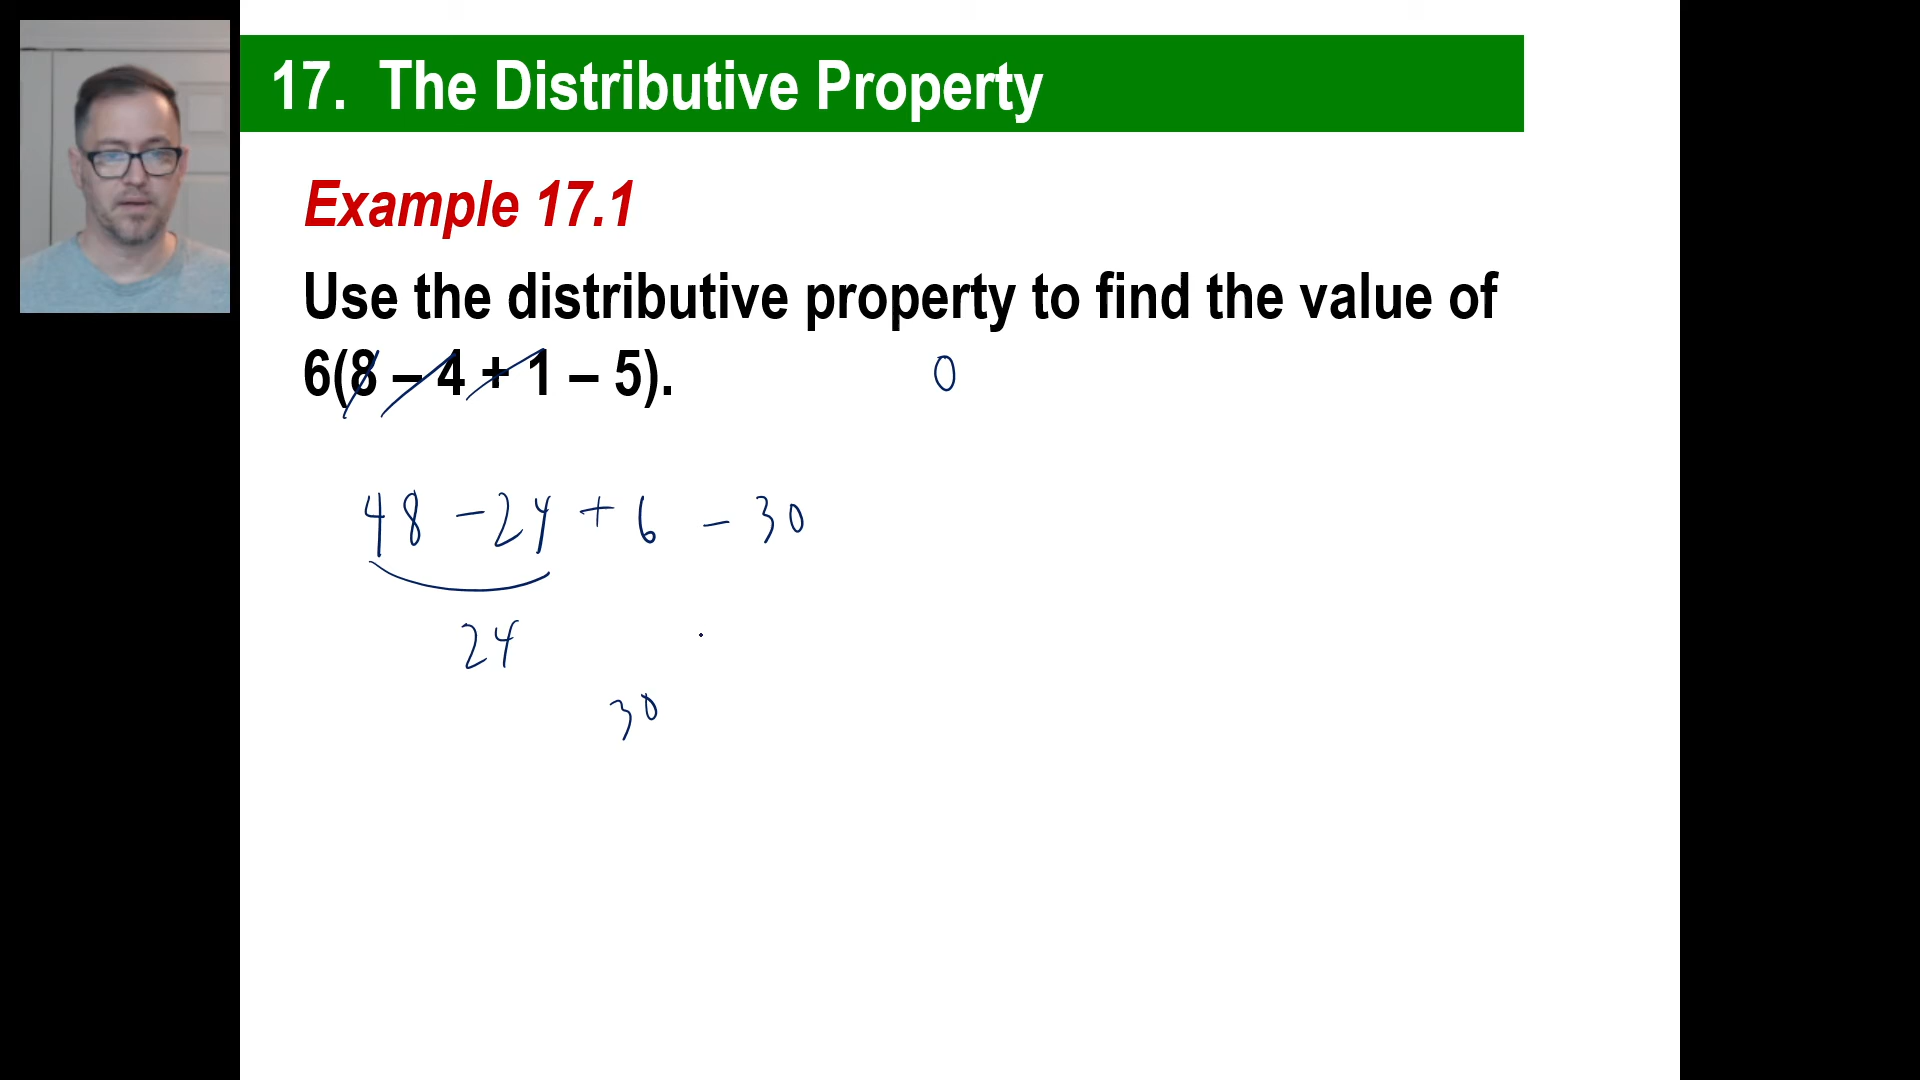 17. The Distributive Property
Example 17.1
Use the distributive property to find the value of
6(8 – 4 + 1 – 5).
0
48 - 24 + 6 - 30
24
30